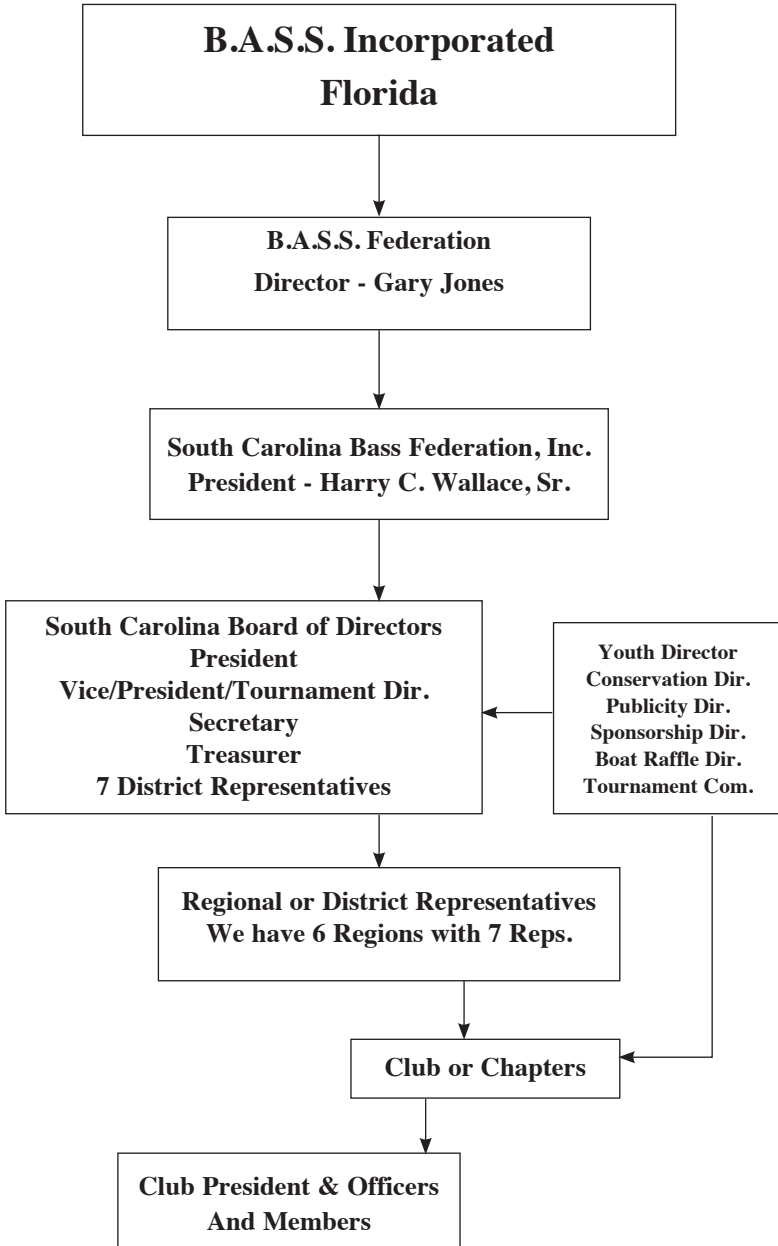 B.A.S.S. Incorporated
Florida
B.A.S.S. Federation
Director - Gary Jones
South Carolina Bass Federation, Inc.
President - Harry C. Wallace, Sr.
South Carolina Board of Directors
President
Vice/President/Tournament Dir.
Secretary
Treasurer
7 District Representatives
Youth Director
Conservation Dir.
Publicity Dir.
Sponsorship Dir.
Boat Raffle Dir.
Tournament Com.
Regional or District Representatives
We have 6 Regions with 7 Reps.
Club or Chapters
Club President & Officers
And Members